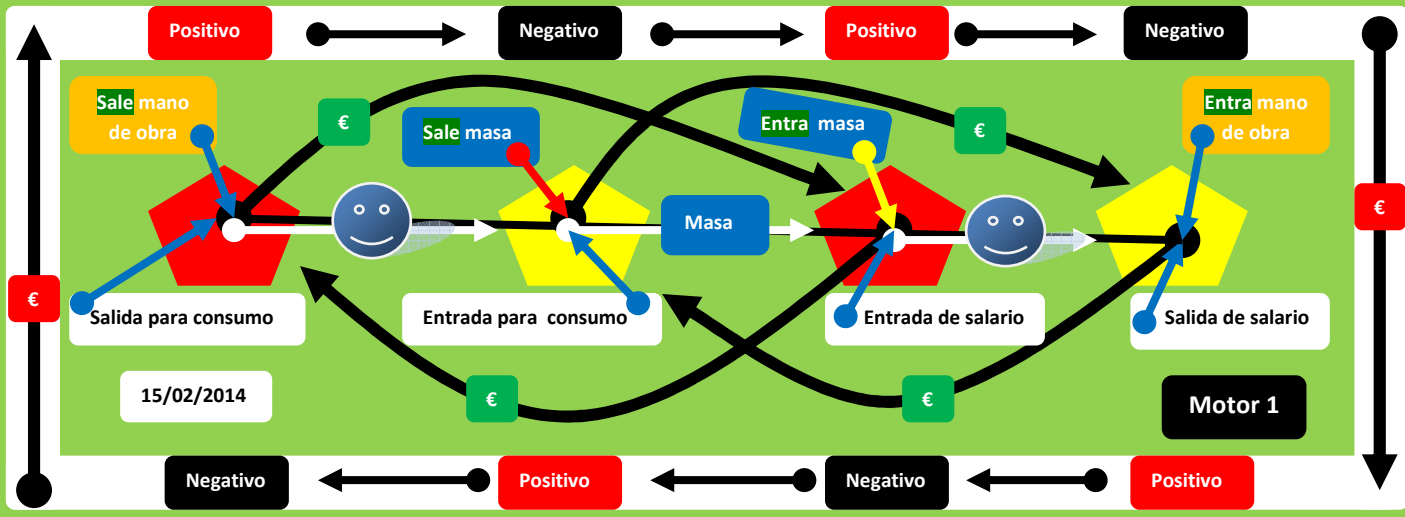 Positivo
Negativo
Positivo
Negativo
Sale mano
de obra
€
Sale masa
Entra masa
€
Entra mano
de obra
Masa
€
€
Salida para consumo
Entrada para consumo
Entrada de salario
Salida de salario
15/02/2014
€
€
Motor 1
Negativo
Positivo
Negativo
Positivo